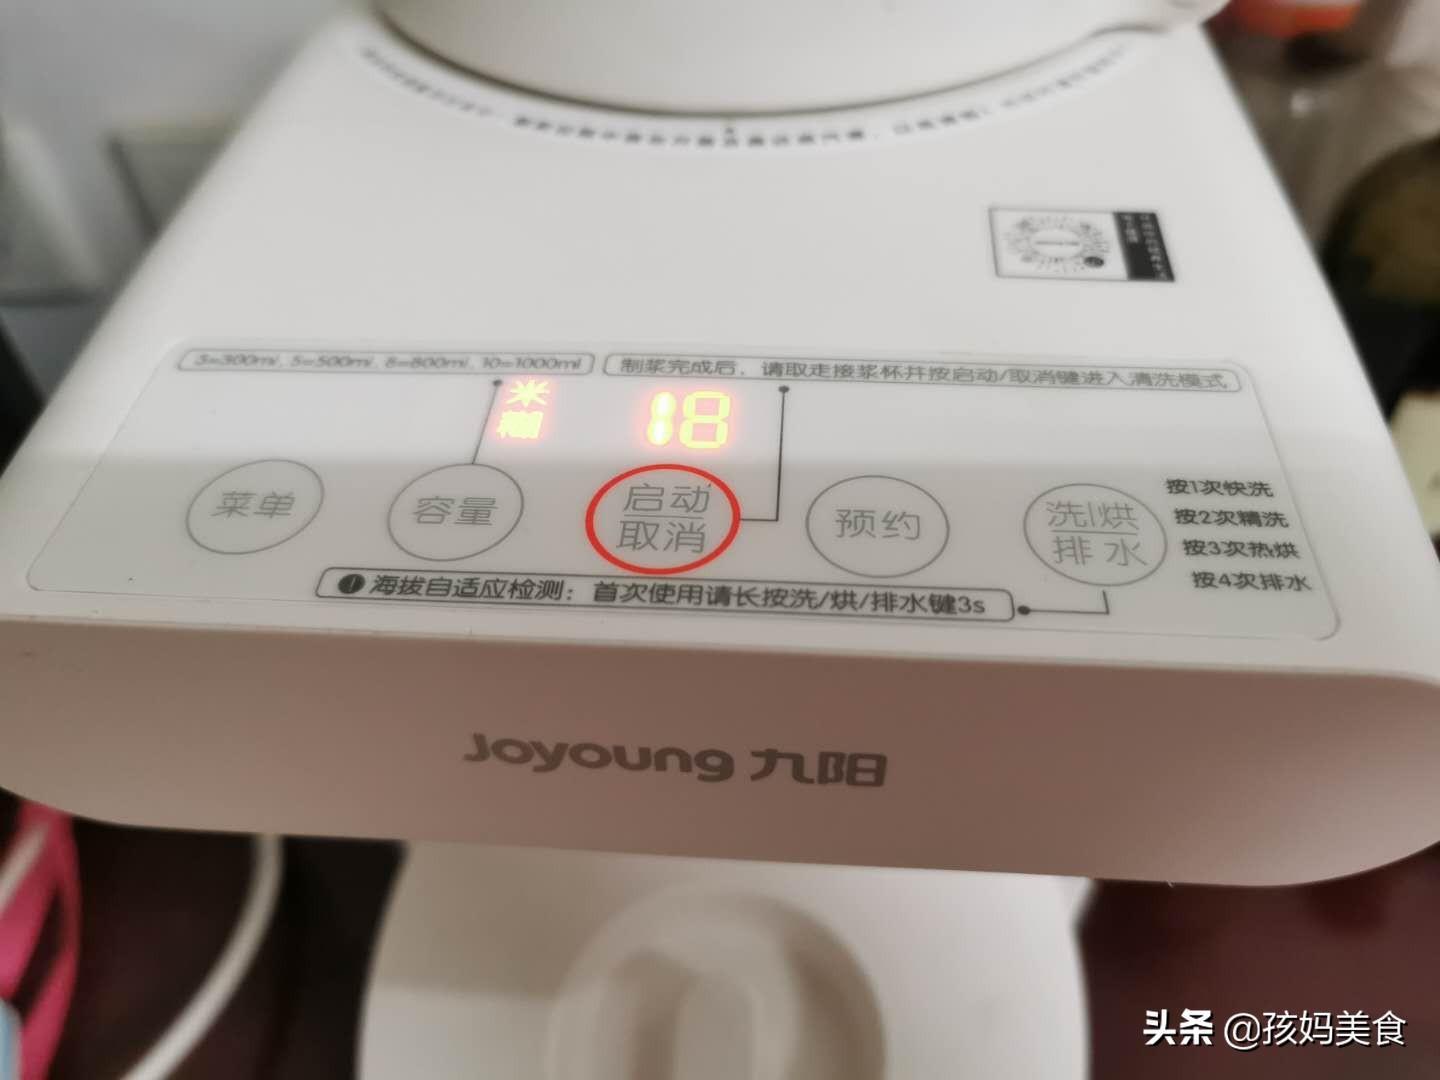 3=300ml, 5=500ml, 8=800ml, 10=1000ml
制浆完成后，请取走接浆杯并按启动/取消键进入清洗模式
米糊
18
菜单
容量
启动
取消
预约
洗|烘
排水
按1次快洗
按2次精洗
按3次热烘
按4次排水
海拔自适应检测：首次使用请长按洗/烘/排水键3s
Joyoung 九阳
头条 @孩妈美食